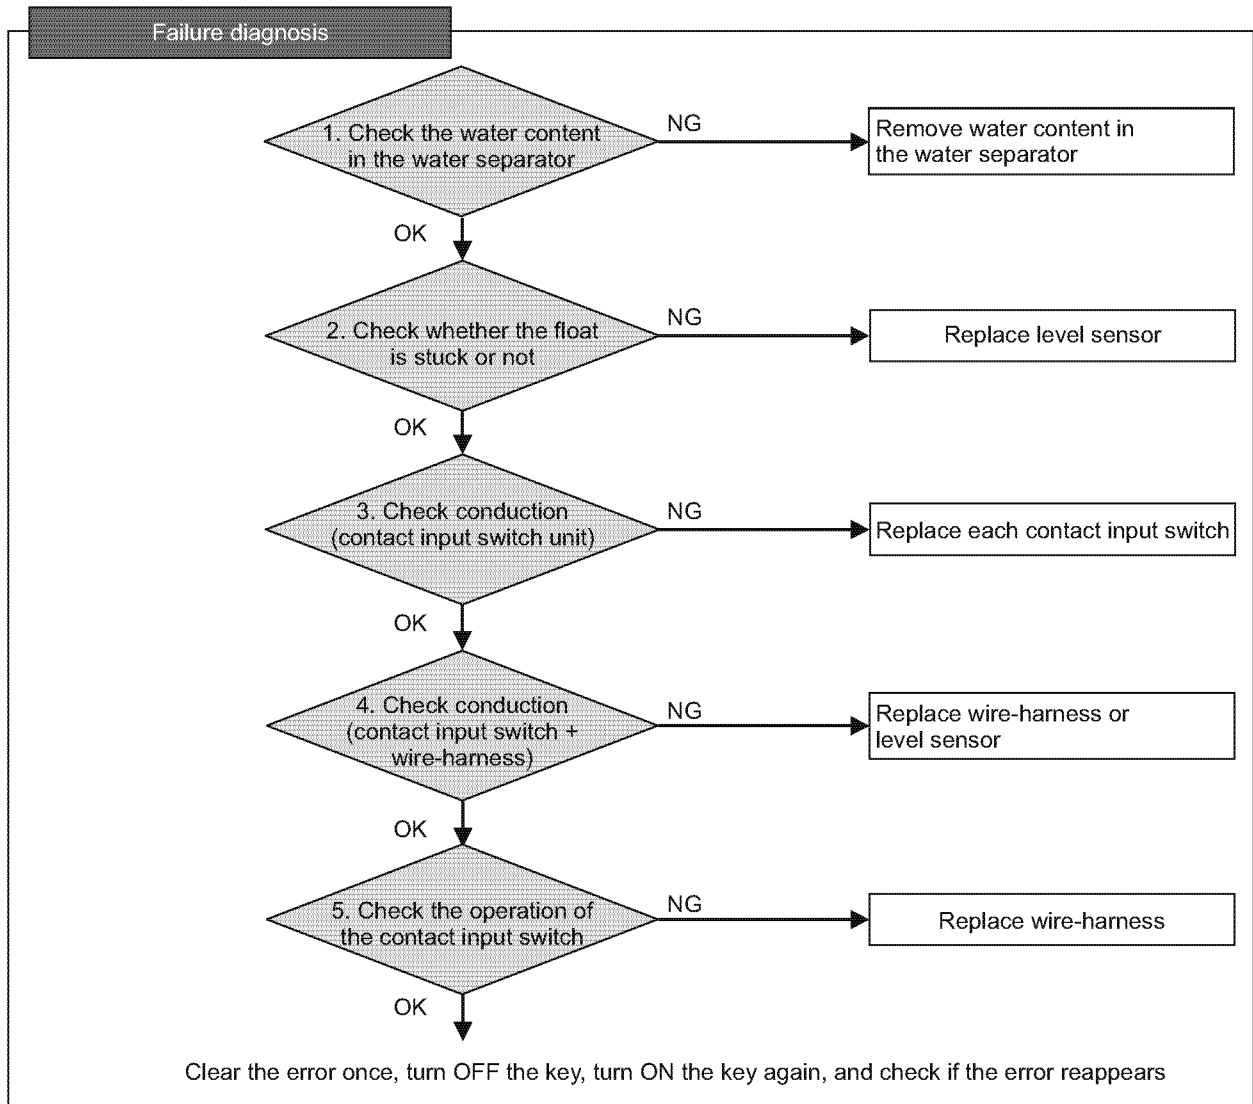 Failure diagnosis
1. Check the water content
in the water separator
NG
Remove water content in
the water separator
OK
2. Check whether the float
is stuck or not
NG
Replace level sensor
OK
3. Check conduction
(contact input switch unit)
NG
Replace each contact input switch
OK
4. Check conduction
(contact input switch +
wire-harness)
NG
Replace wire-harness or
level sensor
OK
5. Check the operation of
the contact input switch
NG
Replace wire-harness
OK
Clear the error once, turn OFF the key, turn ON the key again, and check if the error reappears